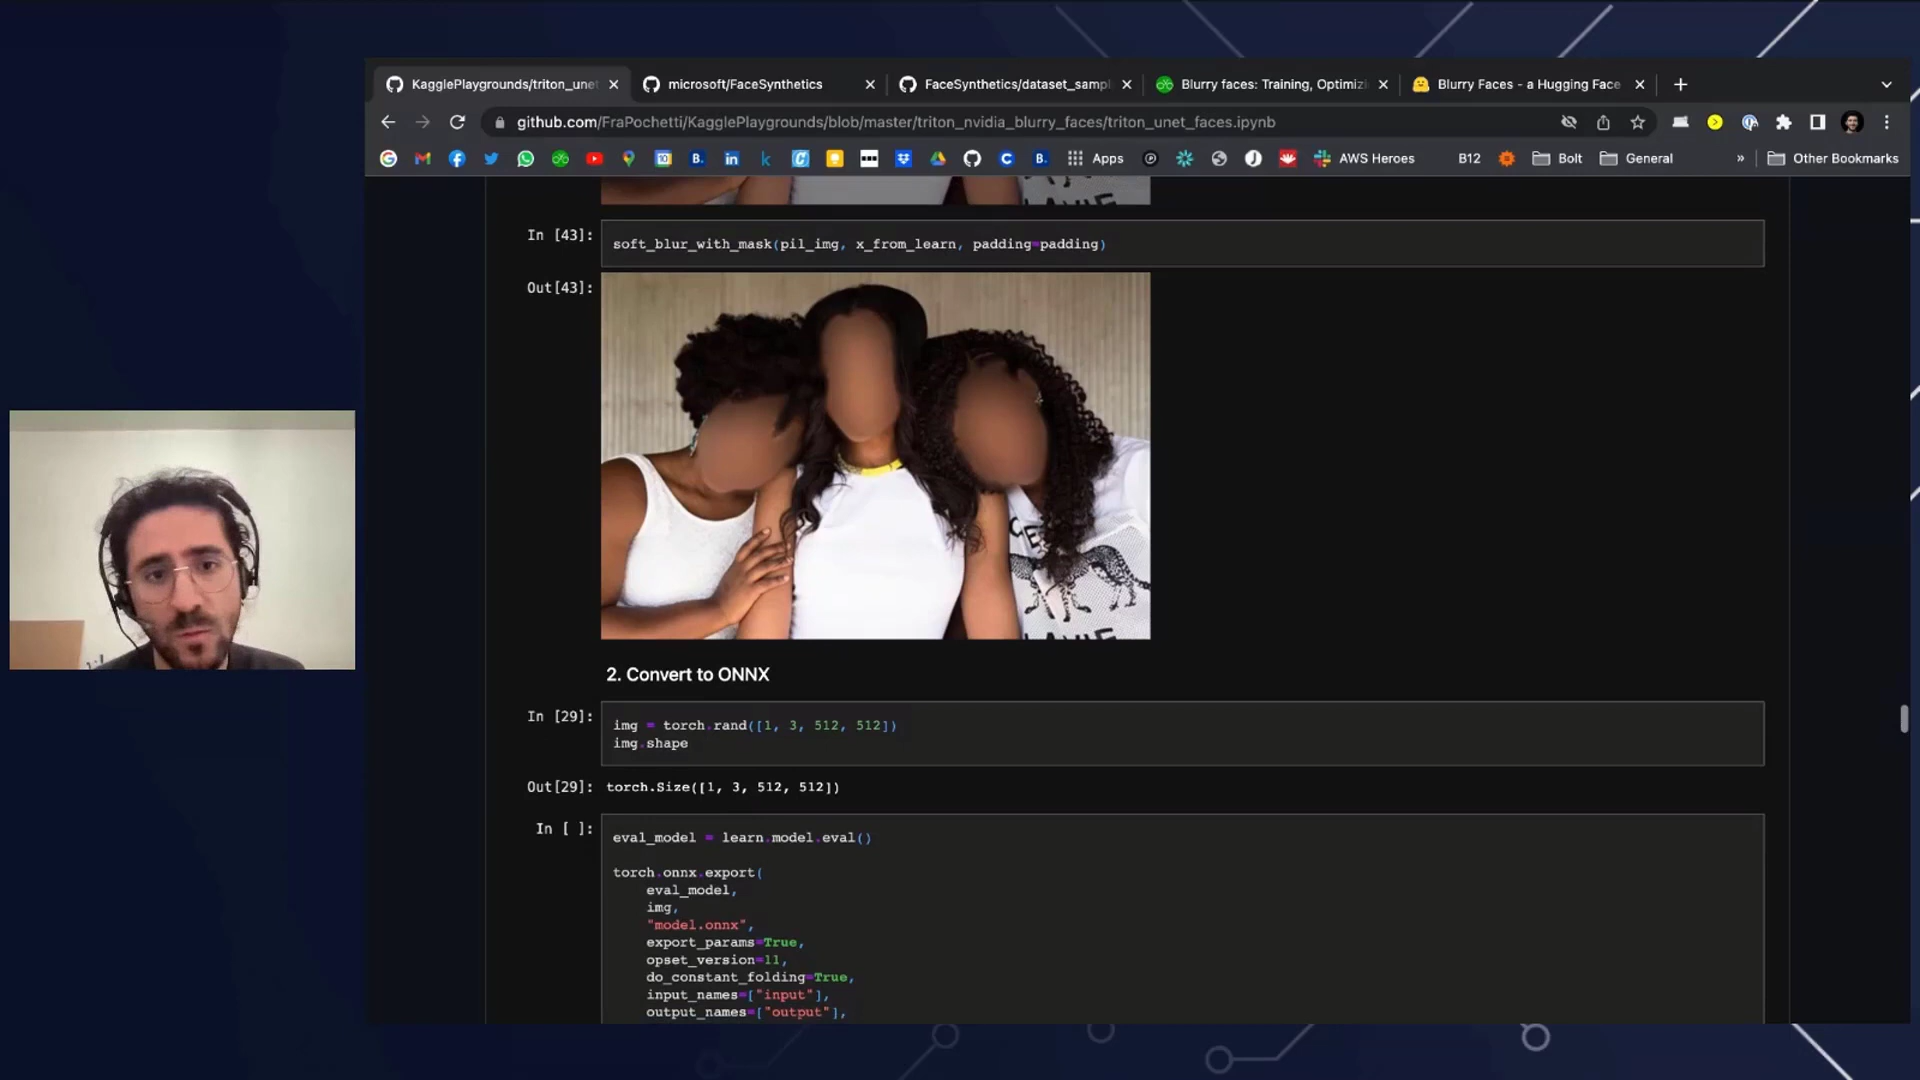 KagglePlaygrounds/triton_une
microsoft/FaceSynthetics
FaceSynthetics/dataset_sampl
Blurry faces: Training, Optimizi
Blurry Faces - a Hugging Face
github.com/FraPochetti/KagglePlaygrounds/blob/master/triton_nvidia_blurry_faces/triton_unet_faces.ipynb
Apps
AWS Heroes
B12
Bolt
General
»
Other Bookmarks
In [43]:
soft_blur_with_mask(pil_img, x_from_learn, padding=padding)
Out[43]:
2. Convert to ONNX
In [29]:
img = torch.rand([1, 3, 512, 512])
img.shape
Out[29]:
torch.Size([1, 3, 512, 512])
In [ ]:
eval_model = learn.model.eval()
torch.onnx.export(
eval_model,
img,
"model.onnx",
export_params=True,
opset_version=11,
do_constant_folding=True,
input_names=["input"],
output_names=["output"],